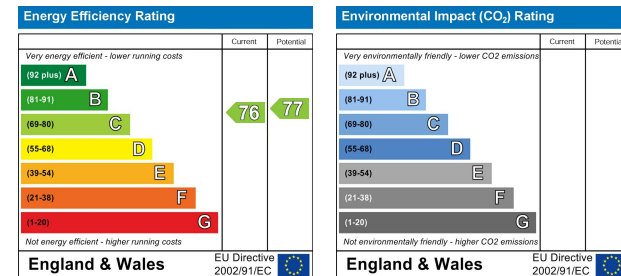 Energy Efficiency Rating
Current Potential
Very energy efficient - lower running costs
(92 plus) A
(81-91) B
(69-80) C
(55-68) D
(39-54) E
(21-38) F
(1-20) G
76 77
Not energy efficient - higher running costs
England & Wales
EU Directive
2002/91/EC
Environmental Impact (CO₂) Rating
Current Potentia
Very environmentally friendly - lower CO2 emissions
(92 plus) A
(81-91) B
(69-80) C
(55-68) D
(39-54) E
(21-38) F
(1-20) G
Not environmentally friendly - higher CO2 emissions
England & Wales
EU Directive
2002/91/EC